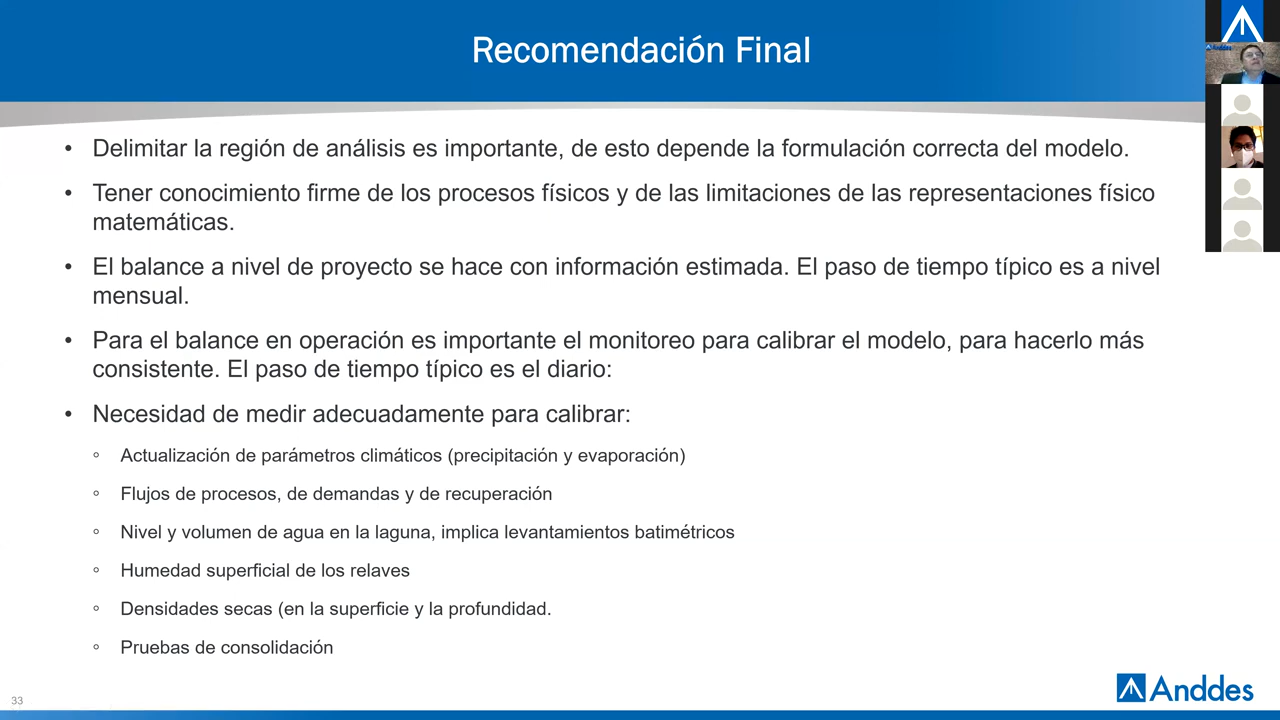 Recomendación Final
• Delimitar la región de análisis es importante, de esto depende la formulación correcta del modelo.
• Tener conocimiento firme de los procesos físicos y de las limitaciones de las representaciones físico
matemáticas.
• El balance a nivel de proyecto se hace con información estimada. El paso de tiempo típico es a nivel
mensual.
• Para el balance en operación es importante el monitoreo para calibrar el modelo, para hacerlo más
consistente. El paso de tiempo típico es el diario:
• Necesidad de medir adecuadamente para calibrar:
◦ Actualización de parámetros climáticos (precipitación y evaporación)
◦ Flujos de procesos, de demandas y de recuperación
◦ Nivel y volumen de agua en la laguna, implica levantamientos batimétricos
◦ Humedad superficial de los relaves
◦ Densidades secas (en la superficie y la profundidad.
◦ Pruebas de consolidación
33
Anddes
Anddes